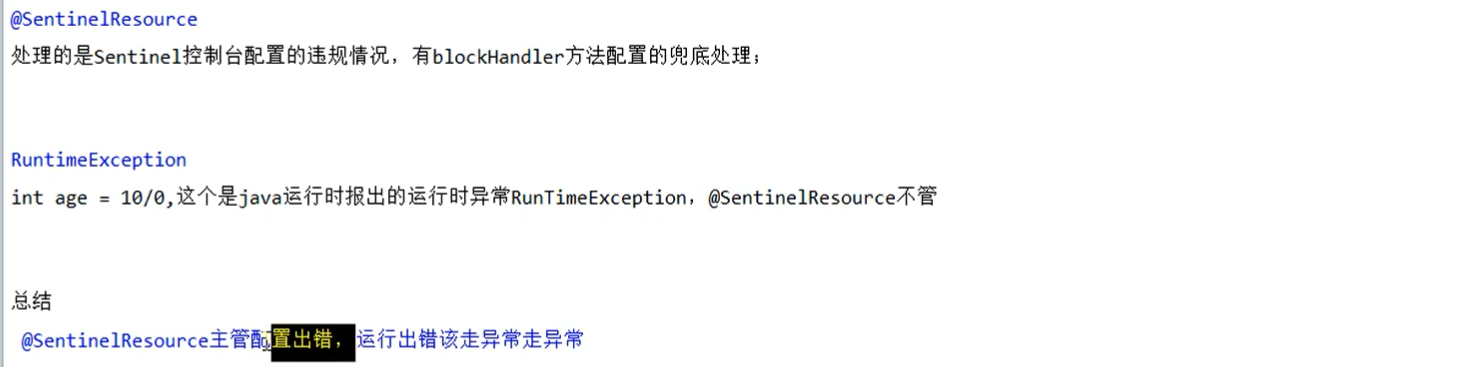 @SentinelResource
处理的是Sentinel控制台配置的违规情况，有blockHandler方法配置的兜底处理；
RuntimeException
int age = 10/0,这个是java运行时报出的运行时异常RunTimeException，@SentinelResource不管
总结
@SentinelResource主管配置出错，运行出错该走异常走异常